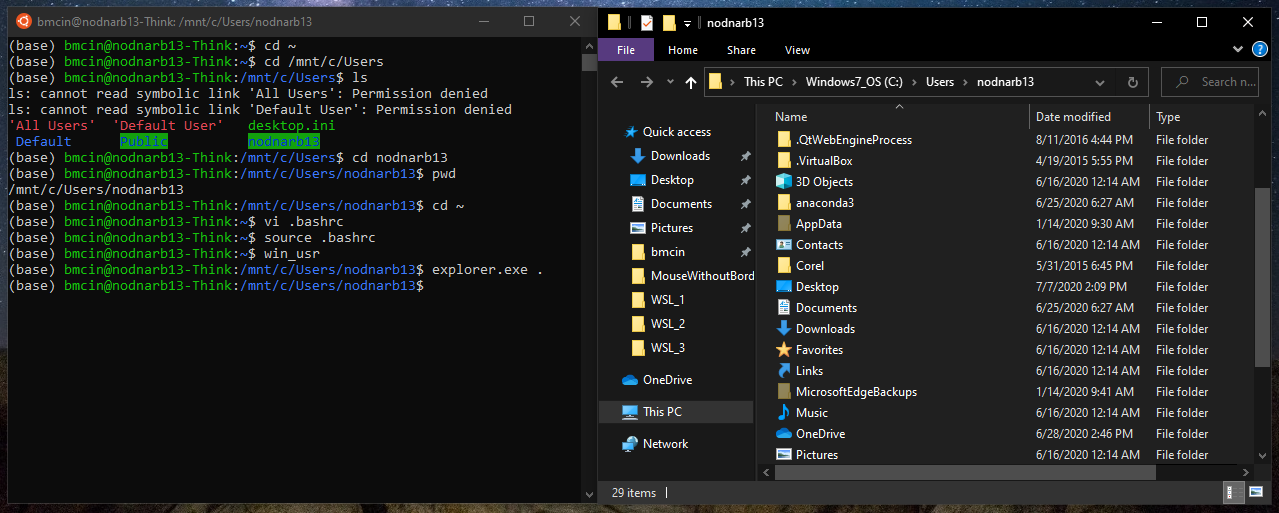 bmcin@nodnarb13-Think: /mnt/c/Users/nodnarb13
(base) bmcin@nodnarb13-Think:~$ cd ~
(base) bmcin@nodnarb13-Think:~$ cd /mnt/c/Users
(base) bmcin@nodnarb13-Think:/mnt/c/Users$ ls
ls: cannot read symbolic link 'All Users': Permission denied
ls: cannot read symbolic link 'Default User': Permission denied
'All Users' 'Default User' desktop.ini
Default Public nodnarb13
(base) bmcin@nodnarb13-Think:/mnt/c/Users$ cd nodnarb13
(base) bmcin@nodnarb13-Think:/mnt/c/Users/nodnarb13$ pwd
/mnt/c/Users/nodnarb13
(base) bmcin@nodnarb13-Think:/mnt/c/Users/nodnarb13$ cd ~
(base) bmcin@nodnarb13-Think:~$ vi .bashrc
(base) bmcin@nodnarb13-Think:~$ source .bashrc
(base) bmcin@nodnarb13-Think:~$ win_usr
(base) bmcin@nodnarb13-Think:/mnt/c/Users/nodnarb13$ explorer.exe .
(base) bmcin@nodnarb13-Think:/mnt/c/Users/nodnarb13$
nodnarb13
File Home Share View
This PC Windows7_OS (C:) Users nodnarb13
Search n...
Quick access
Downloads
Desktop
Documents
Pictures
bmcin
MouseWithoutBord
WSL_1
WSL_2
WSL_3
OneDrive
This PC
Network
Name Date modified Type
.QtWebEngineProcess 8/11/2016 4:44 PM File folder
.VirtualBox 4/19/2015 5:55 PM File folder
3D Objects 6/16/2020 12:14 AM File folder
anaconda3 6/25/2020 6:27 AM File folder
AppData 1/14/2020 9:30 AM File folder
Contacts 6/16/2020 12:14 AM File folder
Corel 5/31/2015 6:45 PM File folder
Desktop 7/7/2020 2:09 PM File folder
Documents 6/25/2020 6:27 AM File folder
Downloads 6/16/2020 12:14 AM File folder
Favorites 6/16/2020 12:14 AM File folder
Links 6/16/2020 12:14 AM File folder
MicrosoftEdgeBackups 1/14/2020 9:41 AM File folder
Music 6/16/2020 12:14 AM File folder
OneDrive 6/28/2020 2:46 PM File folder
Pictures 6/16/2020 12:14 AM File folder
29 items